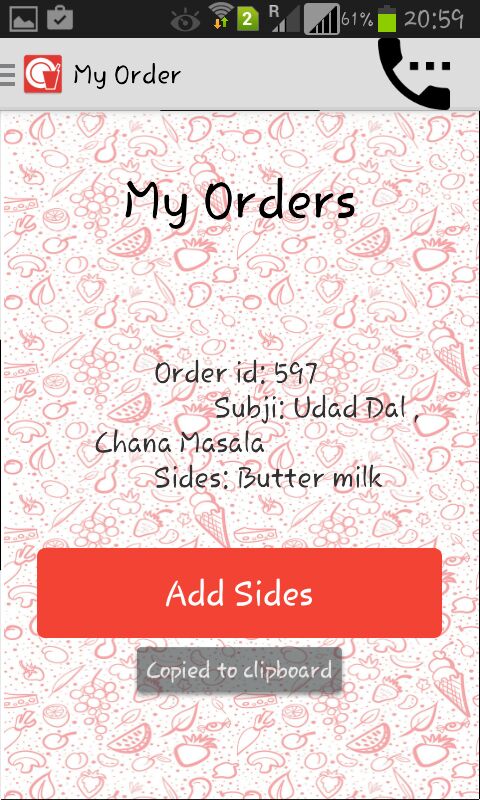 2 R 61% 20:59
My Order
My Orders
Order id: 597
Subji: Udad Dal ,
Chana Masala
Sides: Butter milk
Add Sides
Copied to clipboard